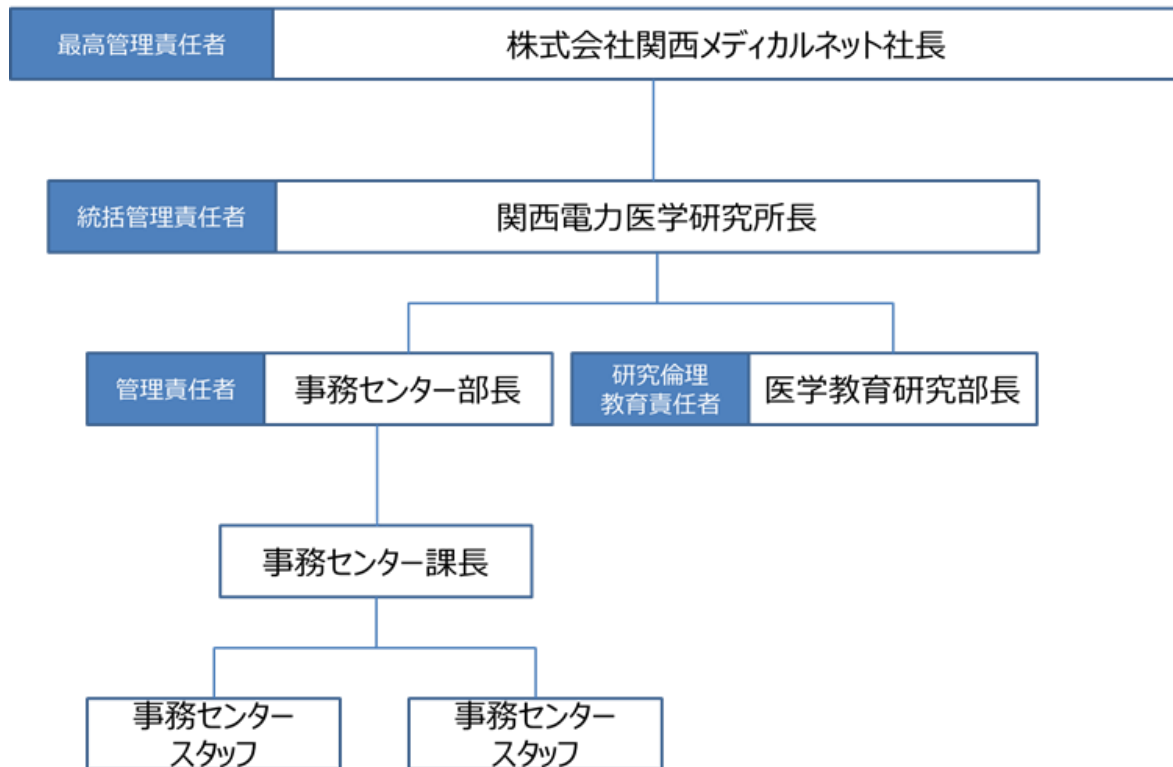 最高管理責任者
株式会社関西メディカルネット社長
統括管理責任者
関西電力医学研究所長
管理責任者
事務センター部長
研究倫理
教育責任者
医学教育研究部長
事務センター課長
事務センター
スタッフ
事務センター
スタッフ